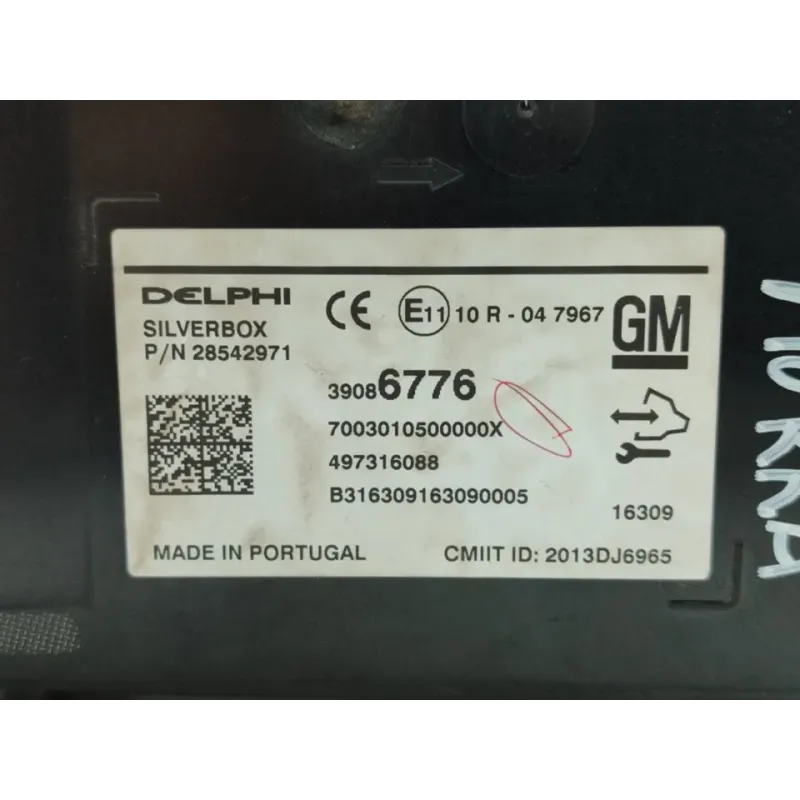 DELPHI
SILVERBOX
P/N 28542971
CE
E11 10 R - 04 7967
GM
39086776
7003010500000X
497316088
B316309163090005
16309
MADE IN PORTUGAL
CMIIT ID: 2013DJ6965
MOKKA